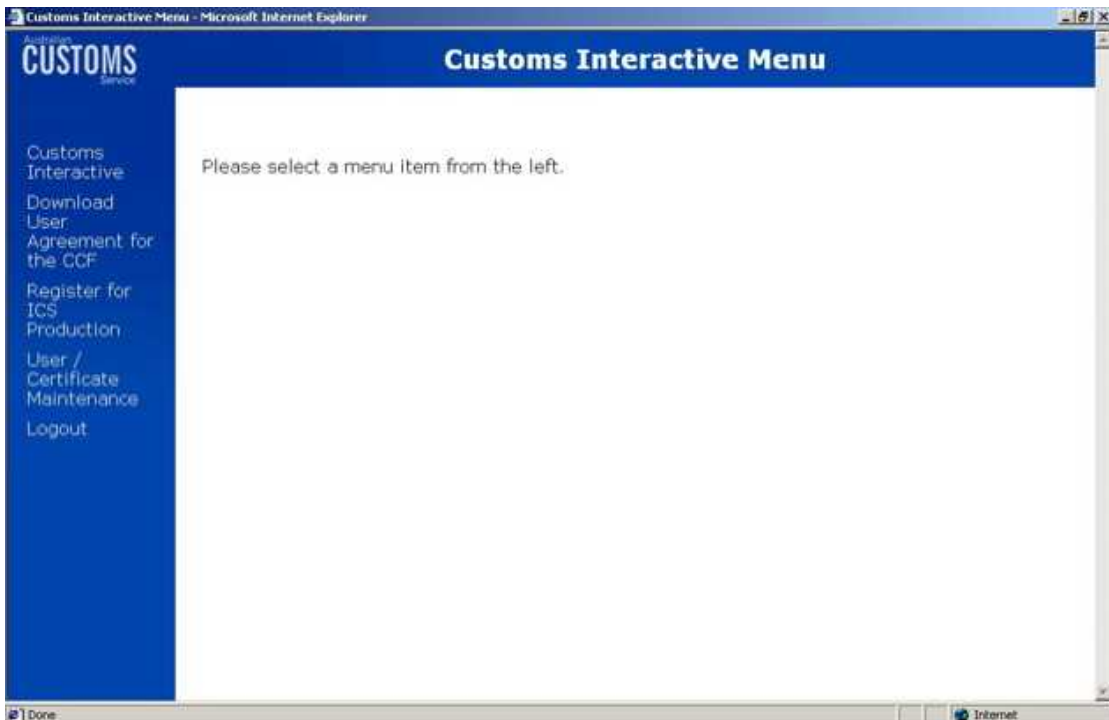 Customs Interactive Menu - Microsoft Internet Explorer
Australian
CUSTOMS
Service
Customs Interactive Menu
Customs
Interactive
Download
User
Agreement for
the CCF
Register for
ICS
Production
User /
Certificate
Maintenance
Logout
Please select a menu item from the left.
Done
Internet